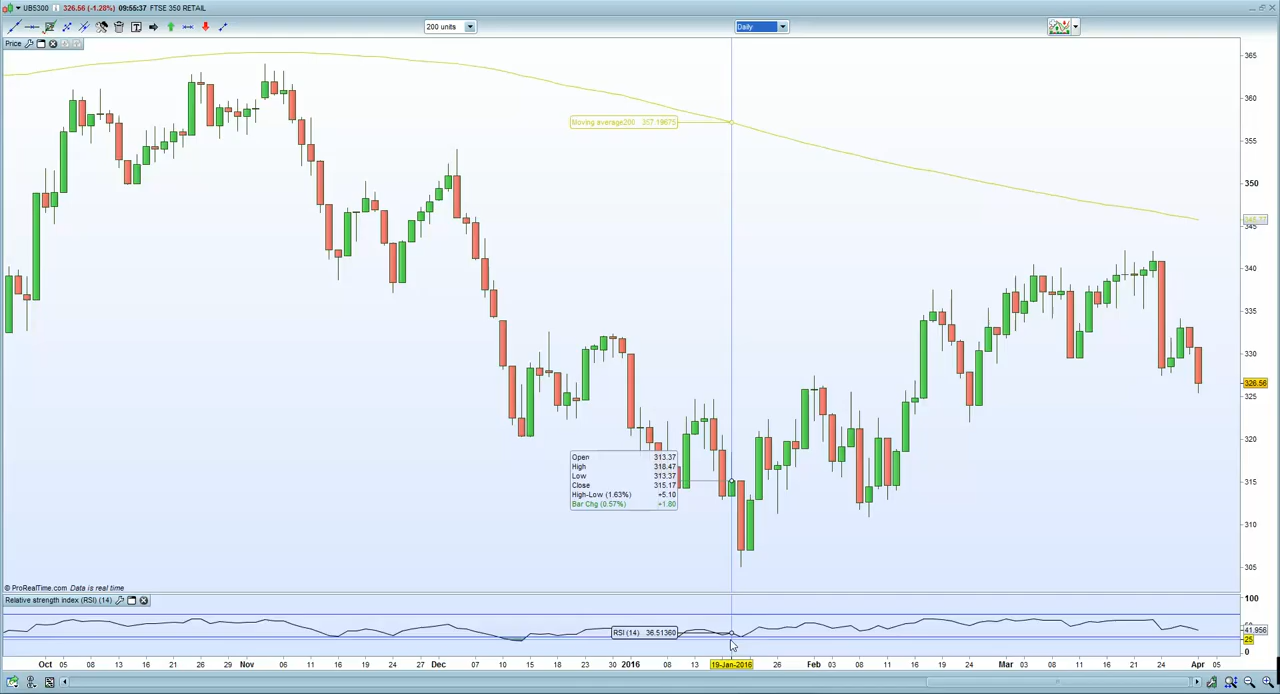 UB5300 326.56 (-1.28%) 09:55:37 FTSE 350 RETAIL
200 units
Daily
Price
365
360
355
350
345
340
335
330
326.56
325
320
315
310
305
Moving average200 357.19675
Open 313.37
High 318.47
Low 313.37
Close 315.17
High-Low (1.63%) =5.10
Bar Chg (0.57%) =1.80
© ProRealTime.com Data is real time
Relative strength index (RSI) (14)
100
RSI (14) 36.51360
41.956
25
0
Oct 05 08 13 16 21 26 29 Nov 06 11 16 19 24 27 Dec 07 10 15 18 23 30 2016 08 13 19-Jan-2016 26 Feb 03 08 11 16 19 24 Mar 03 08 11 16 21 24 Apr 05